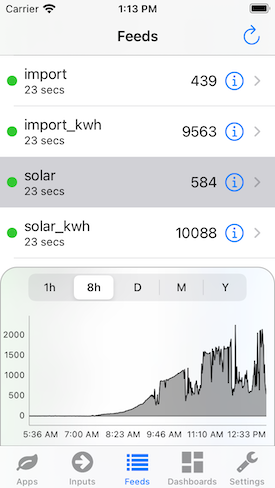 Carrier 1:13 PM
Feeds
import 439
23 secs
import_kwh 9563
23 secs
solar 584
23 secs
solar_kwh 10088
23 secs
1h 8h D M Y
2000
1500
1000
500
0
5:36 AM 7:00 AM 8:23 AM 9:46 AM 11:10 AM 12:33 PM
Apps Inputs Feeds Dashboards Settings